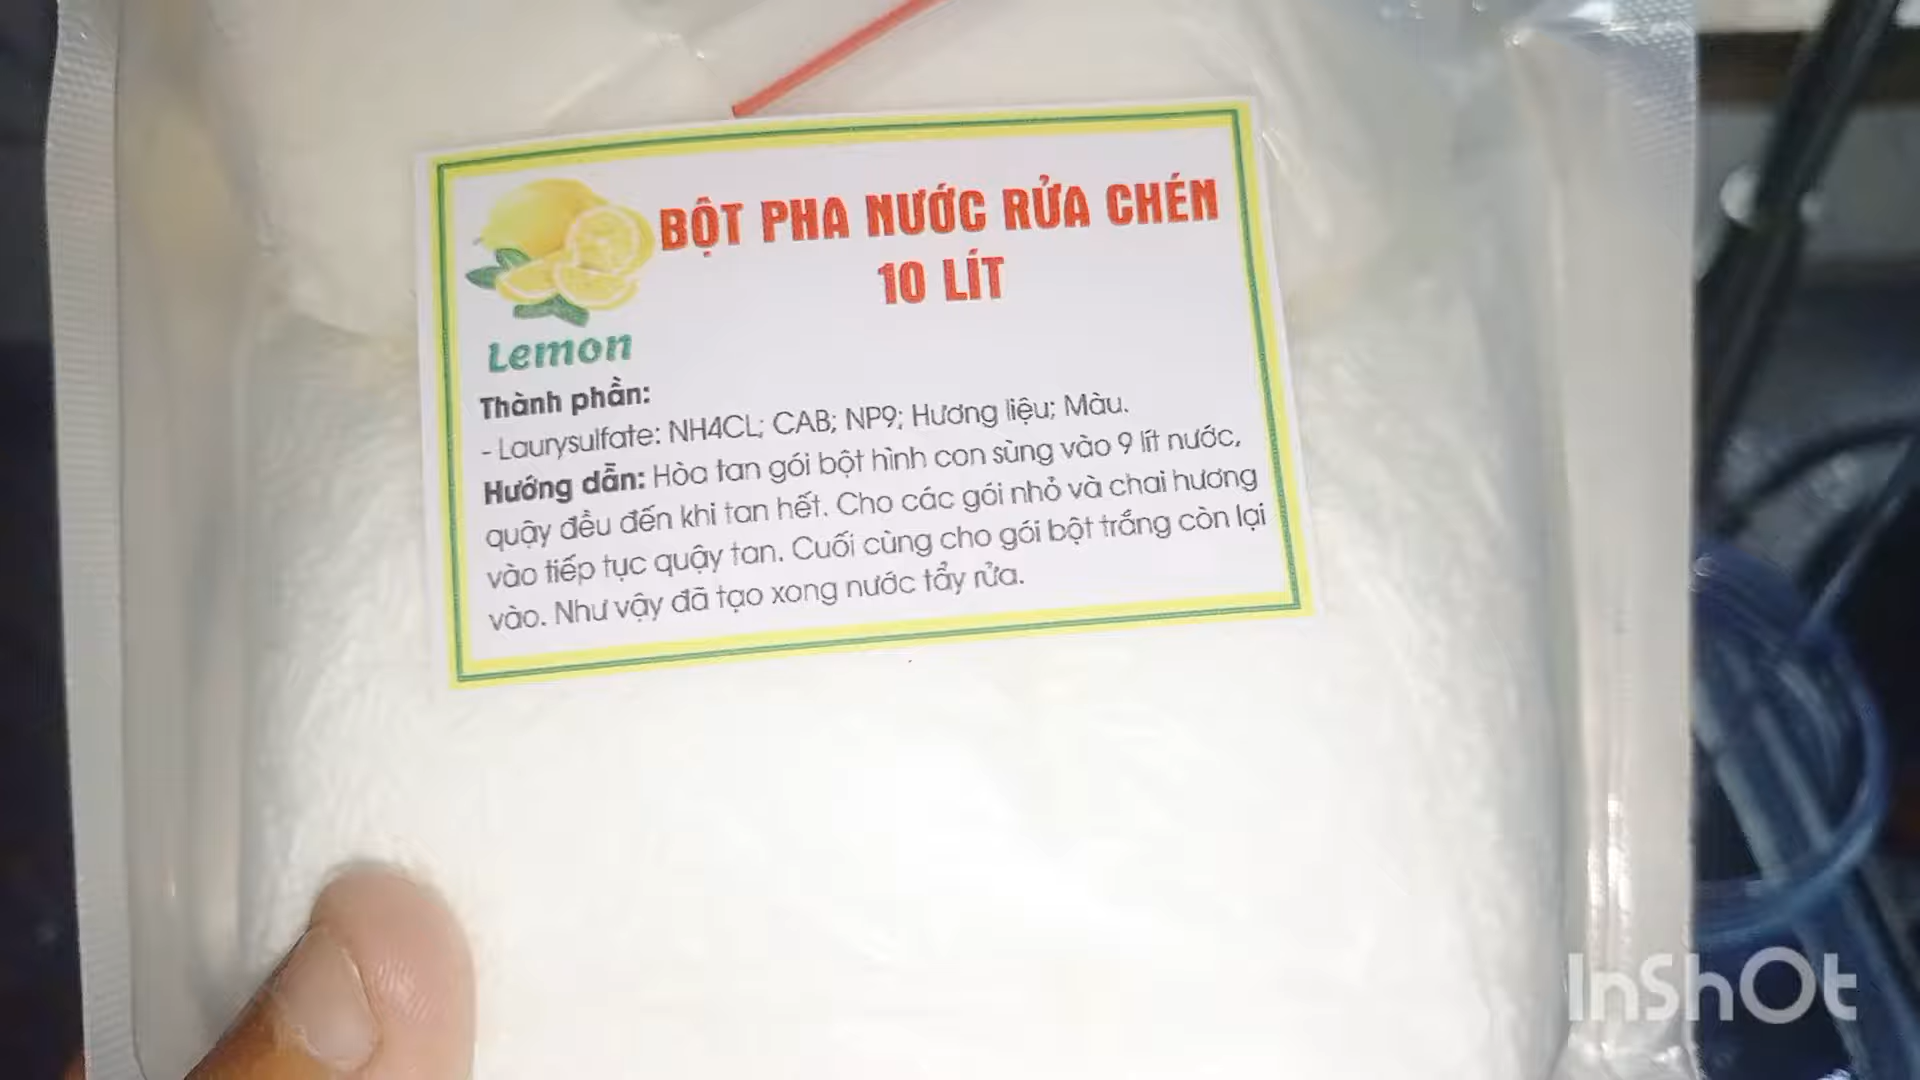 BỘT PHA NƯỚC RỬA CHÉN
10 LÍT
Lemon
Thành phần:
- Laurysulfate: NH4CL; CAB; NP9; Hương liệu; Màu.
Hướng dẫn: Hòa tan gói bột hình con sùng vào 9 lít nước,
quậy đều đến khi tan hết. Cho các gói nhỏ và chai hương
vào tiếp tục quậy tan. Cuối cùng cho gói bột trắng còn lại
vào. Như vậy đã tạo xong nước tẩy rửa.
InShOt